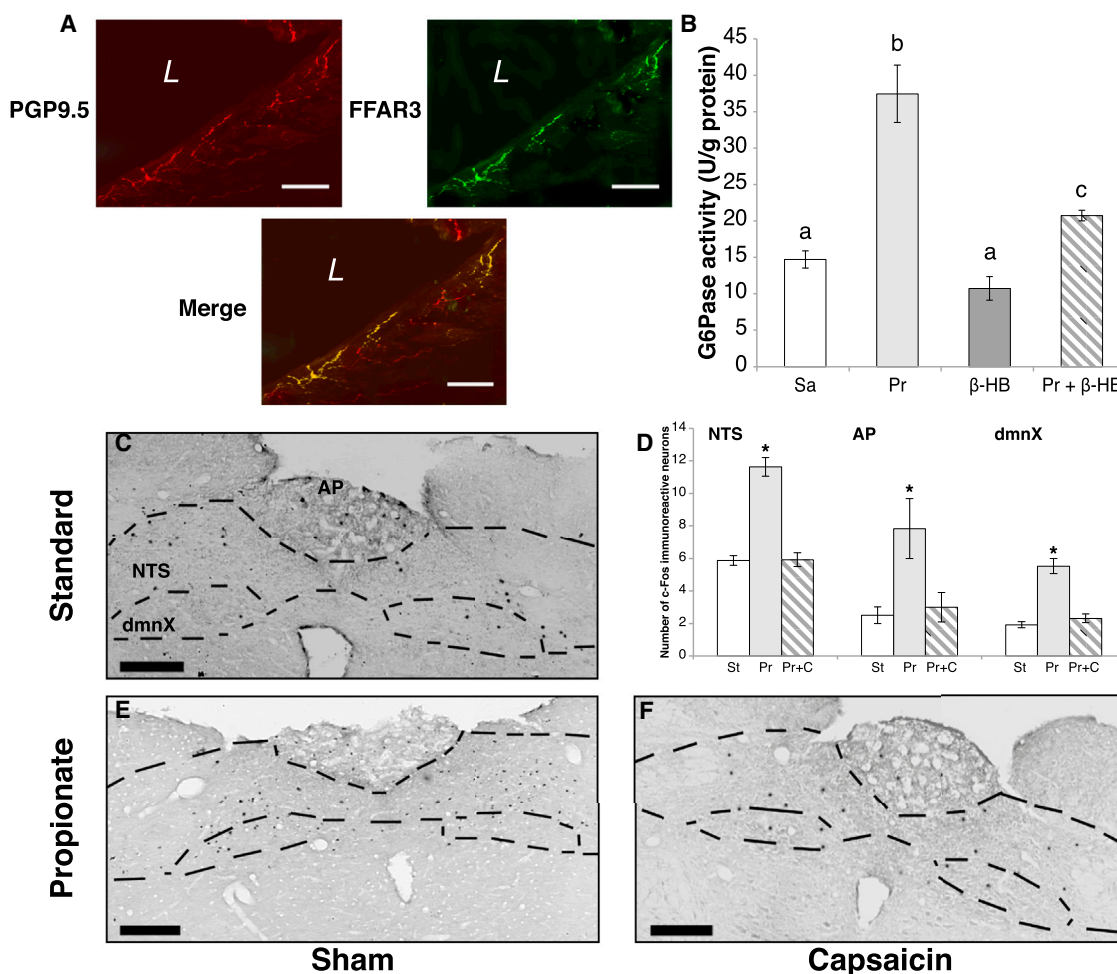 A
L
PGP9.5
L
FFAR3
L
Merge
B
G6Pase activity (U/g protein)
45
40
35
30
25
20
15
10
5
0
a
b
a
c
Sa Pr β-HB Pr + β-HB
C
AP
NTS
dmnX
Standard
D
Number of c-Fos immunoreactive neurons
14
12
10
8
6
4
2
0
NTS AP dmnX
* * *
St Pr Pr+C St Pr Pr+C St Pr Pr+C
E
Propionate
F
Sham
Capsaicin